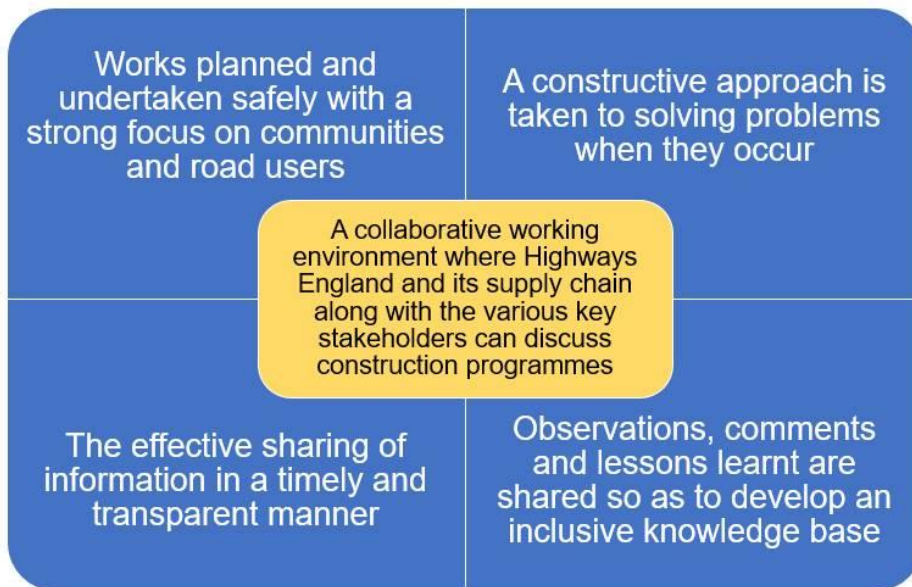 Works planned and
undertaken safely with a
strong focus on communities
and road users
A constructive approach is
taken to solving problems
when they occur
A collaborative working
environment where Highways
England and its supply chain
along with the various key
stakeholders can discuss
construction programmes
The effective sharing of
information in a timely and
transparent manner
Observations, comments
and lessons learnt are
shared so as to develop an
inclusive knowledge base